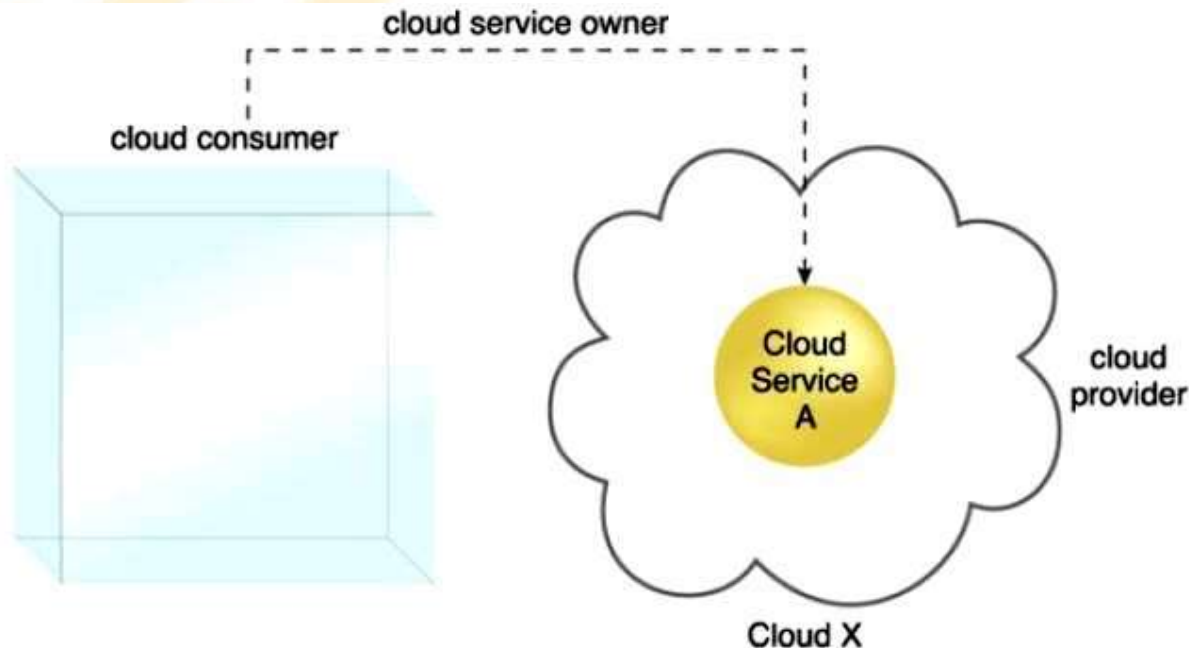 cloud service owner
cloud consumer
Cloud
Service
A
cloud
provider
Cloud X